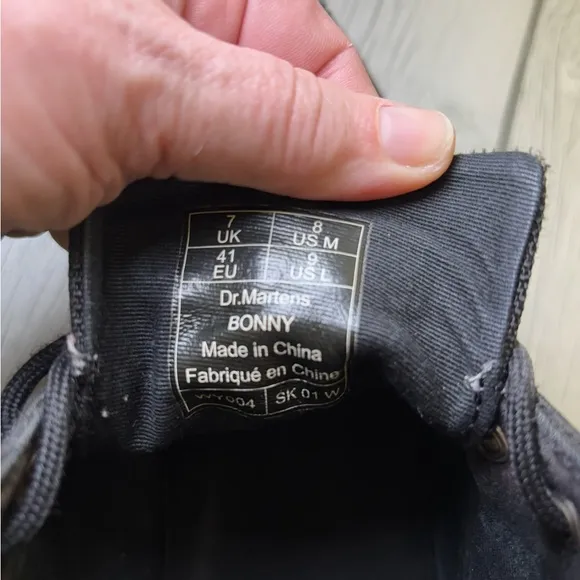 7 8
UK US M
41 9
EU US L
Dr.Martens
BONNY
Made in China
Fabriqué en Chine
WY004 SK 01 W